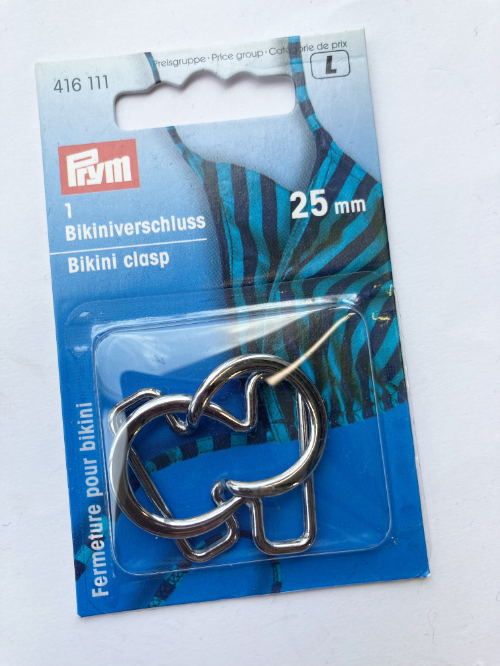 Preisgruppe · Price group · Catégorie de prix
L
416 111
Prym
25 mm
1
Bikiniverschluss
Bikini clasp
Fermeture pour bikini